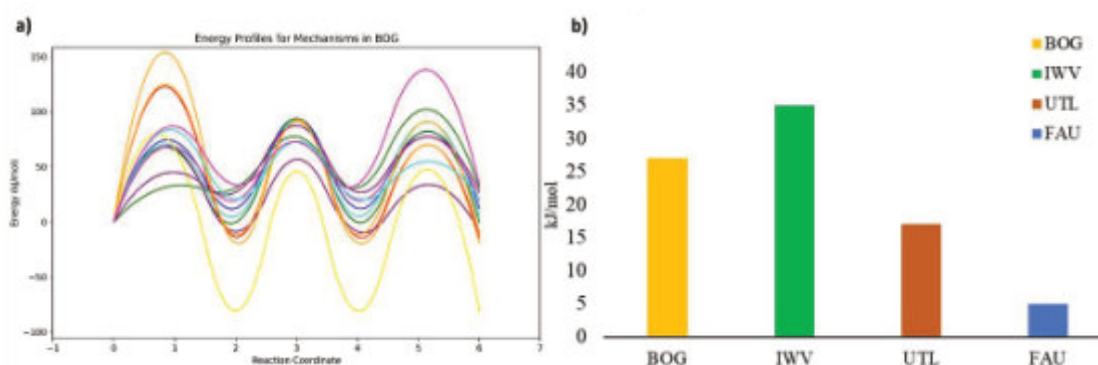 a)
Energy Profiles for Mechanisms in BOG
150
100
50
0
−50
−100
Energy (kJ/mol)
−1 0 1 2 3 4 5 6 7
Reaction Coordinate
b)
BOG
IWV
UTL
FAU
40
35
30
25
20
15
10
5
0
kJ/mol
BOG IWV UTL FAU